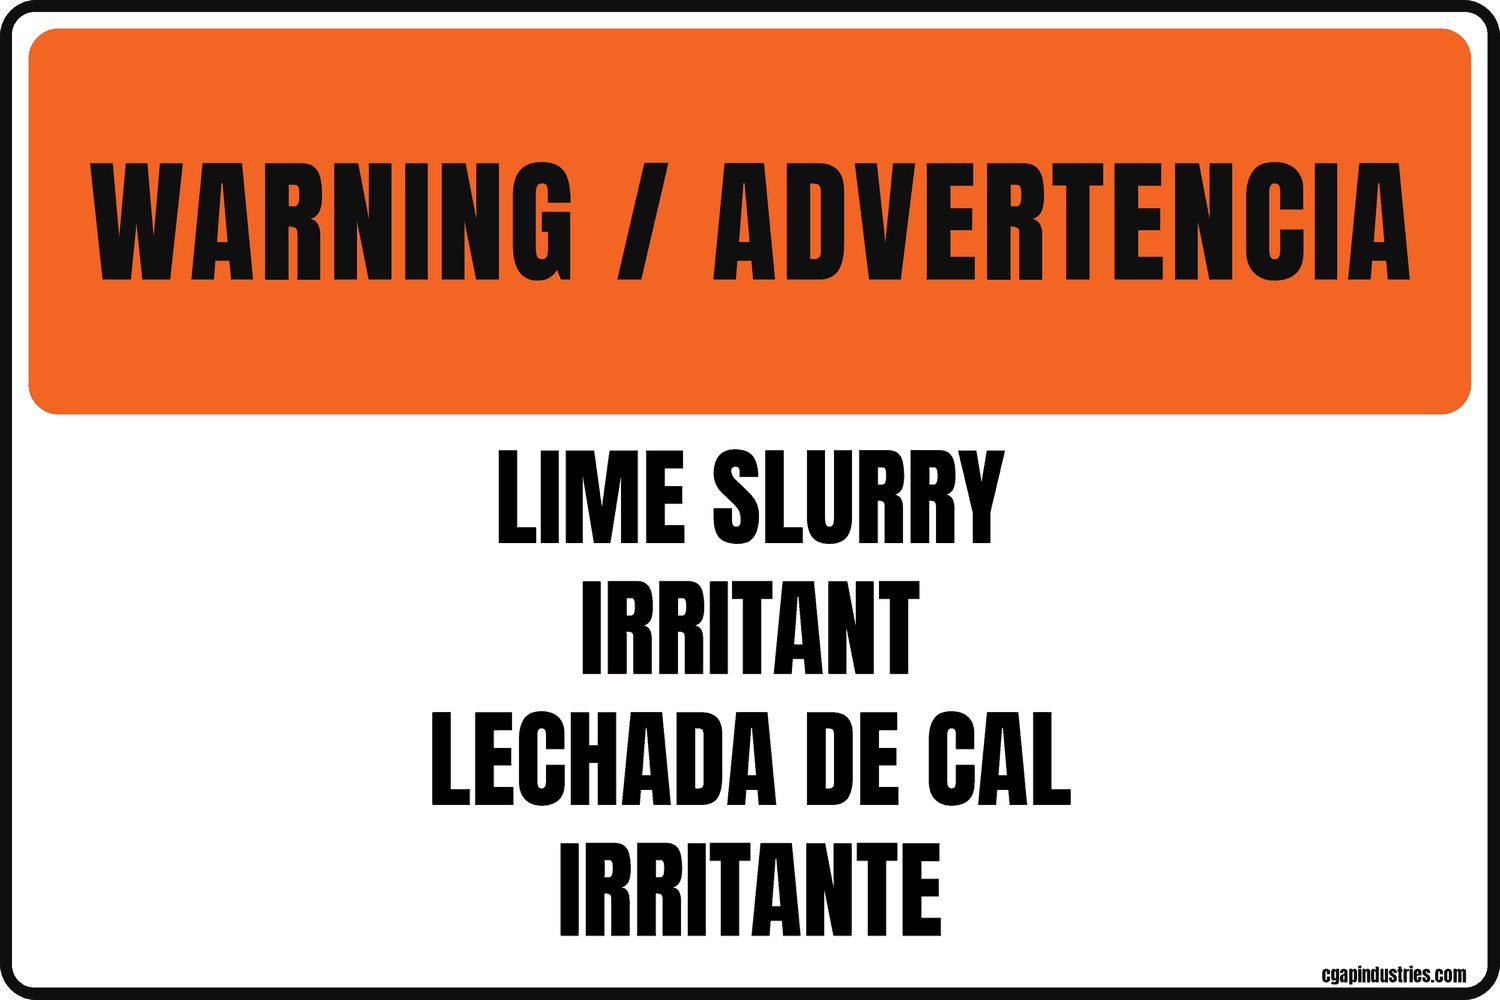 WARNING / ADVERTENCIA
LIME SLURRY
IRRITANT
LECHADA DE CAL
IRRITANTE
cgapindustries.com